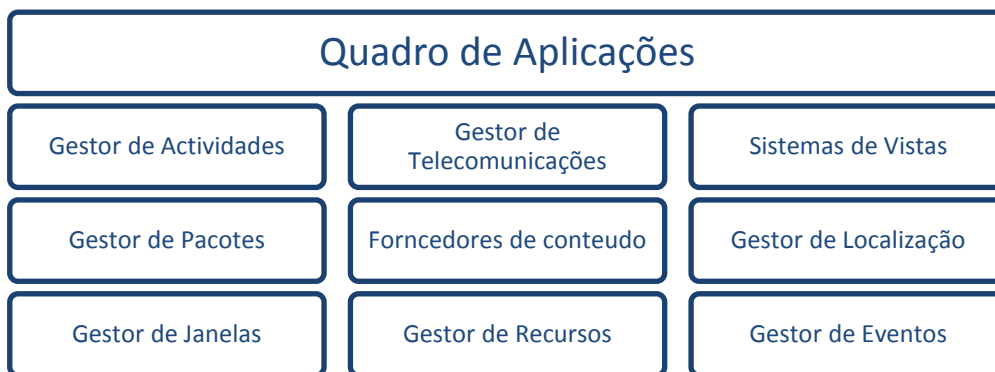 Quadro de Aplicações
Gestor de Actividades
Gestor de
Telecomunicações
Sistemas de Vistas
Gestor de Pacotes
Forncedores de conteudo
Gestor de Localização
Gestor de Janelas
Gestor de Recursos
Gestor de Eventos